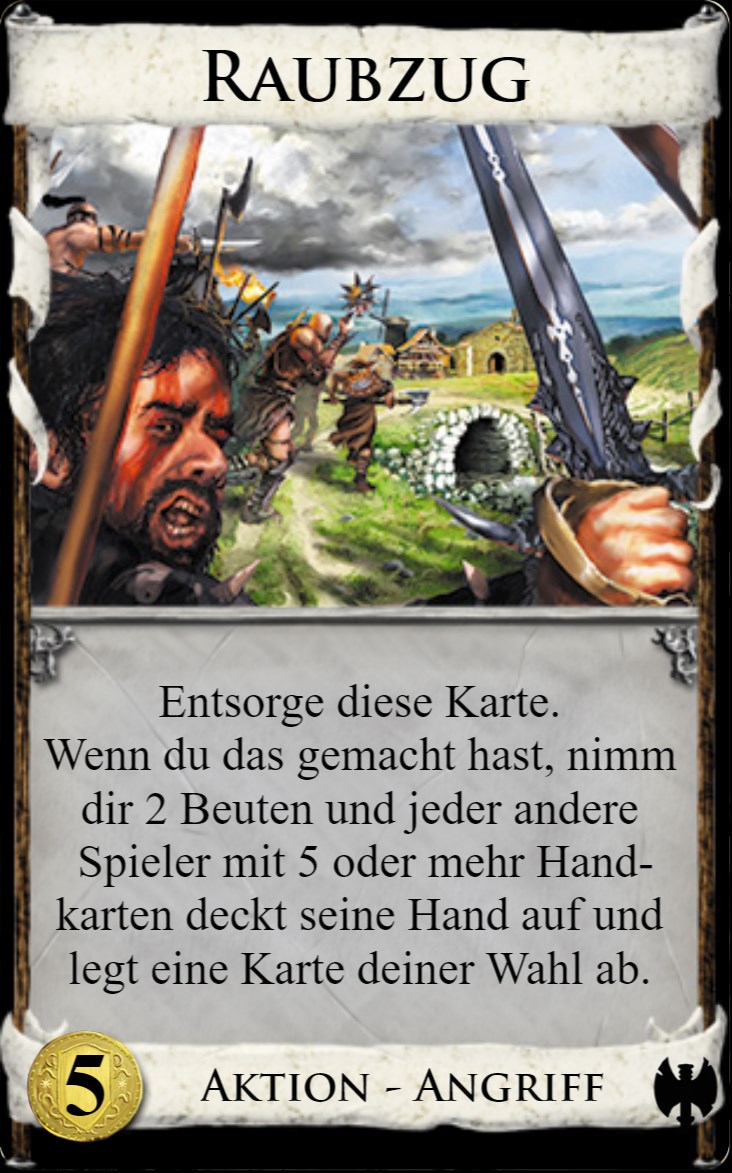 RAUBZUG
Entsorge diese Karte.
Wenn du das gemacht hast, nimm
dir 2 Beuten und jeder andere
Spieler mit 5 oder mehr Hand-
karten deckt seine Hand auf und
legt eine Karte deiner Wahl ab.
5
AKTION - ANGRIFF